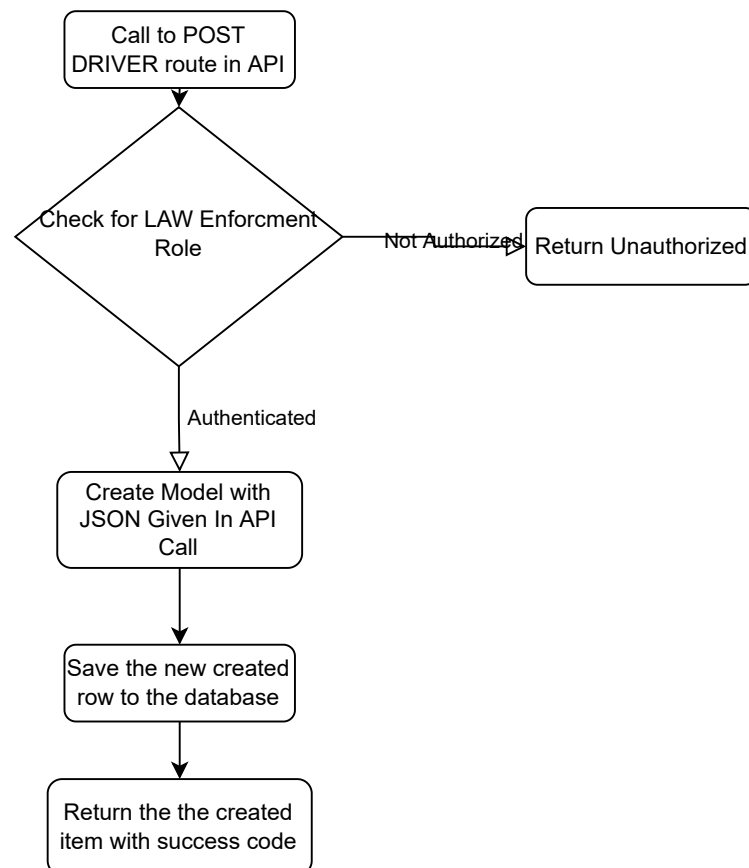 Call to POST
DRIVER route in API
Check for LAW Enforcment
Role
Not Authorized
Return Unauthorized
Authenticated
Create Model with
JSON Given In API
Call
Save the new created
row to the database
Return the the created
item with success code